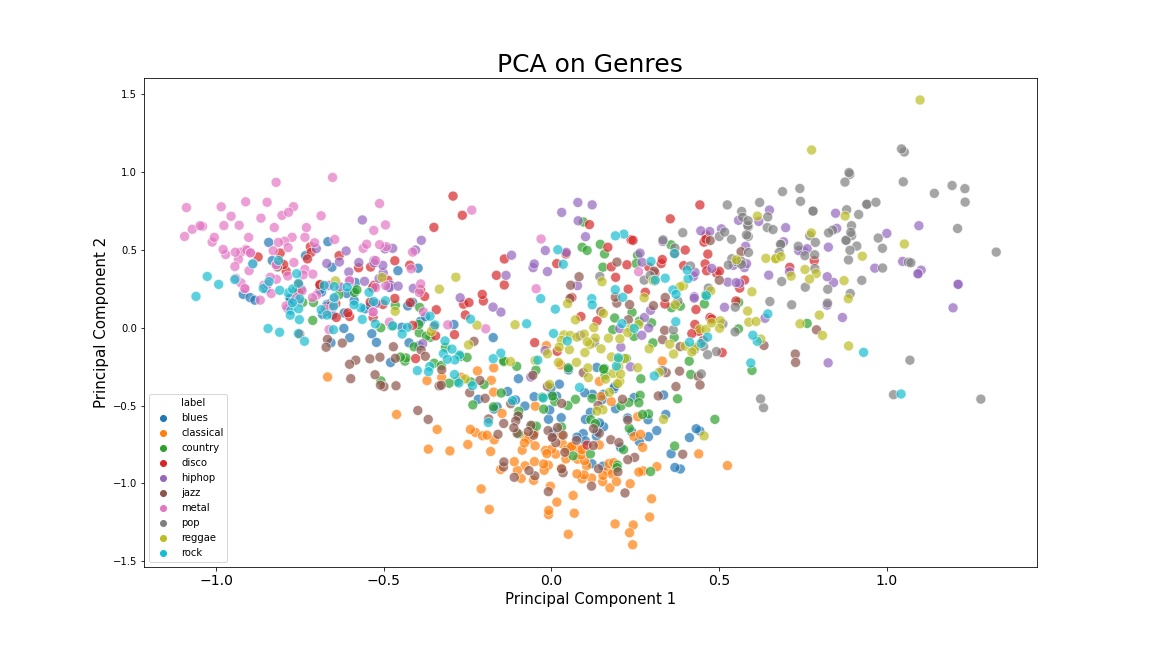 PCA on Genres
Principal Component 2
1.5
1.0
0.5
0.0
−0.5
−1.0
−1.5
label
blues
classical
country
disco
hiphop
jazz
metal
pop
reggae
rock
−1.0 −0.5 0.0 0.5 1.0
Principal Component 1